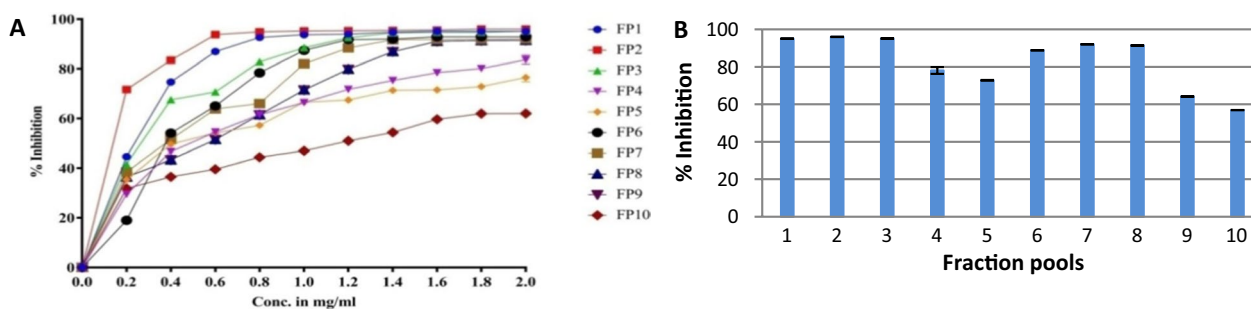 A
% Inhibition
100
80
60
40
20
0
0.0 0.2 0.4 0.6 0.8 1.0 1.2 1.4 1.6 1.8 2.0
Conc. in mg/ml
FP1
FP2
FP3
FP4
FP5
FP6
FP7
FP8
FP9
FP10
B
% Inhibition
100
80
60
40
20
0
1 2 3 4 5 6 7 8 9 10
Fraction pools